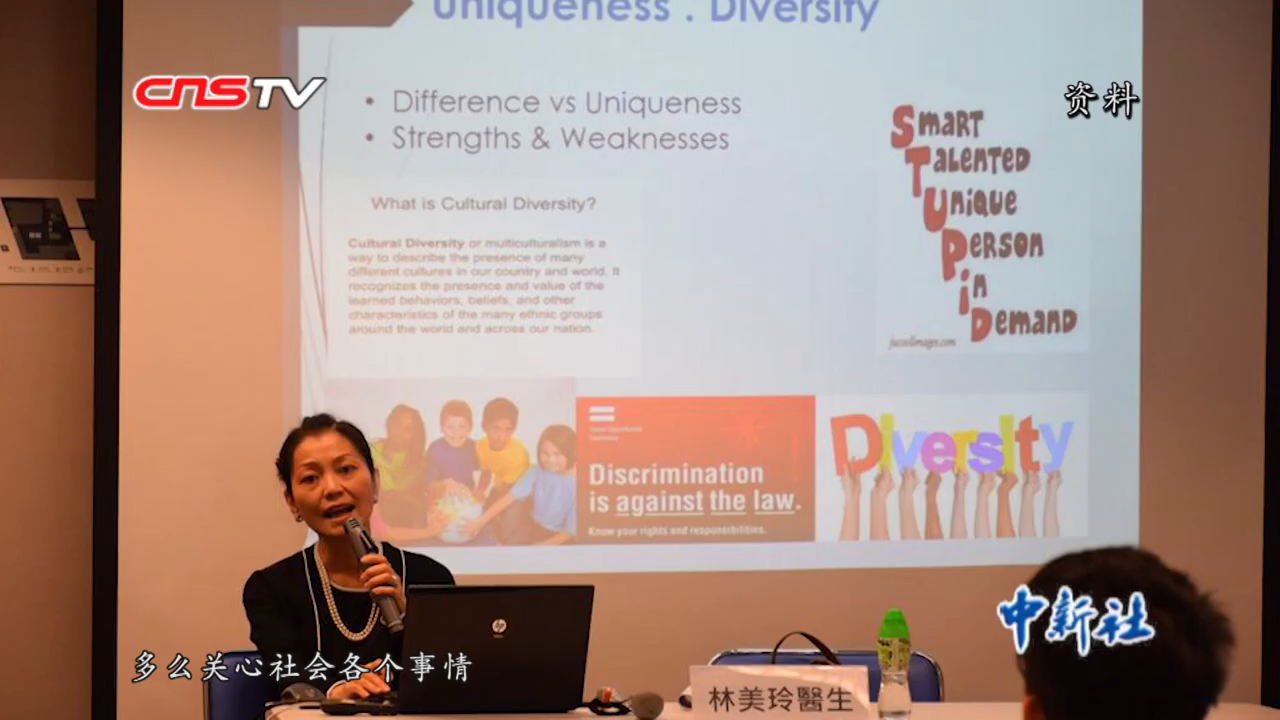 Uniqueness . Diversity
CNSTV
资料
• Difference vs Uniqueness
• Strengths & Weaknesses
SMART
TALENTED
UNIQUE
PERSON
iN
DEMAND
What is Cultural Diversity?
Cultural Diversity or multiculturalism is a
way to describe the presence of many
different cultures in our country and world. It
recognizes the presence and value of the
learned behaviors, beliefs, and other
characteristics of the many ethnic groups
around the world and across our nation.
Discrimination
is against the law.
Know your rights and responsibilities.
Diversity
hp
中新社
多么关心社会各个事情
林美玲醫生